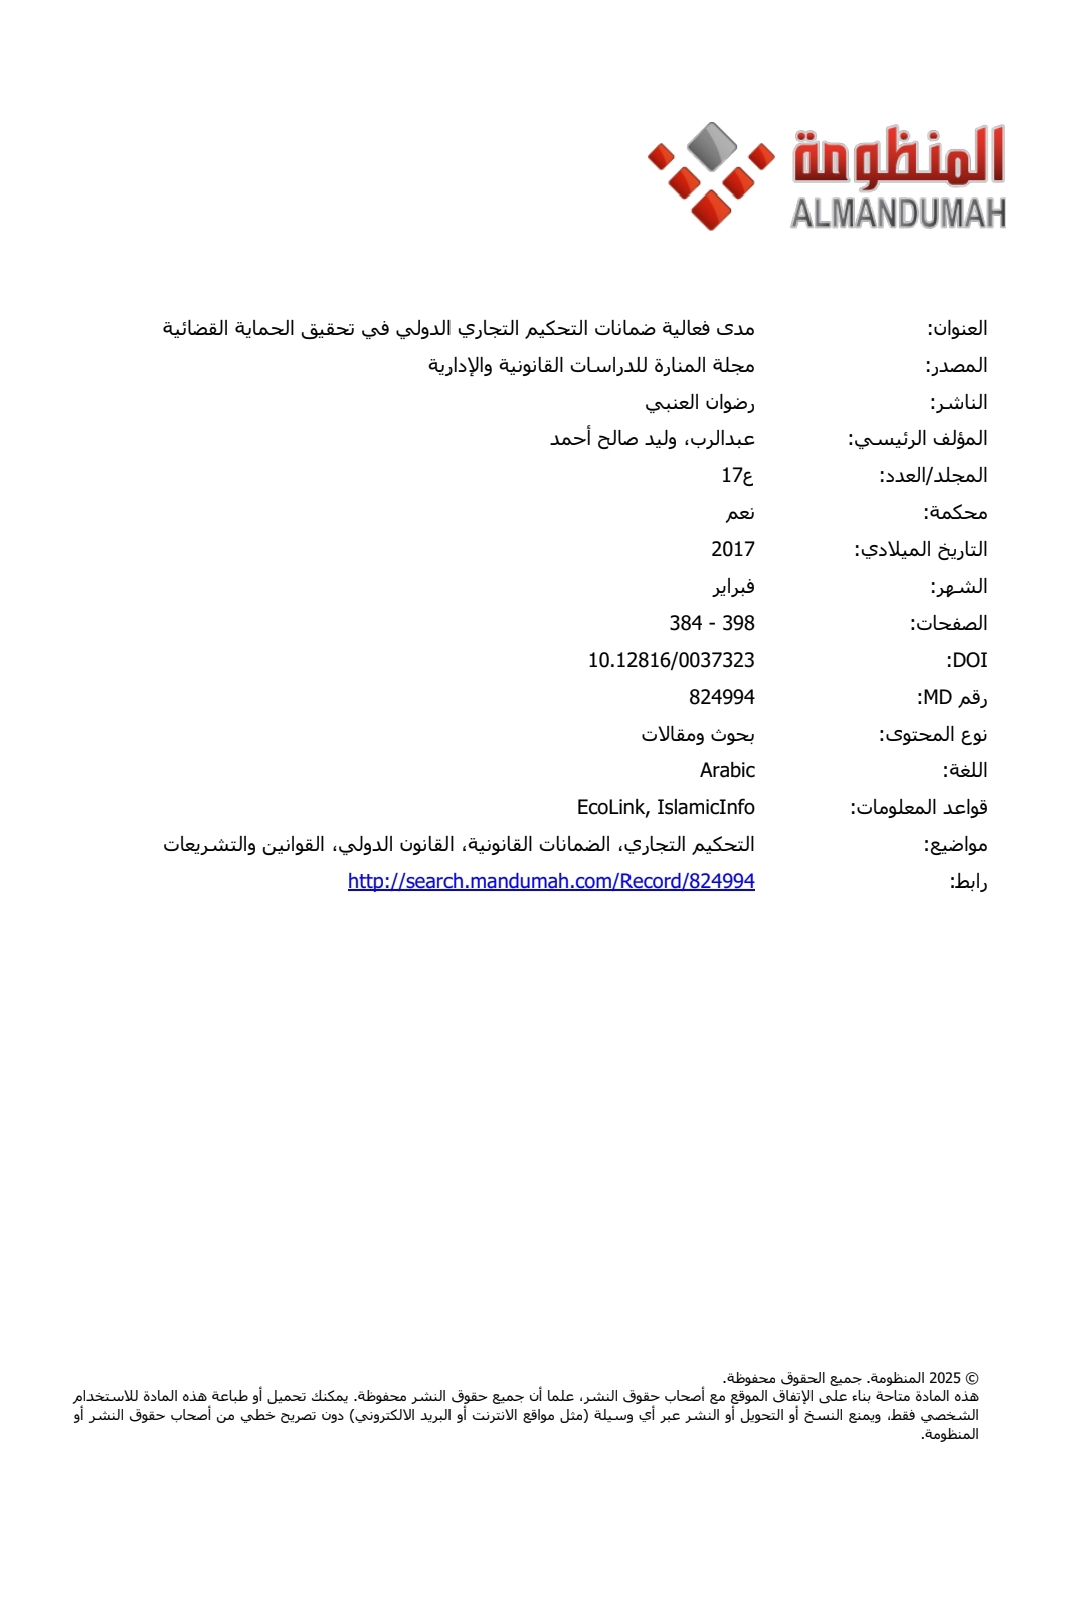 المنظومة
ALMANDUMAH
العنوان: مدى فعالية ضمانات التحكيم التجاري الدولي في تحقيق الحماية القضائية
المصدر: مجلة المنارة للدراسات القانونية والإدارية
الناشر: رضوان العنبي
المؤلف الرئيسي: عبدالرب، وليد صالح أحمد
المجلد/العدد: ع17
محكمة: نعم
التاريخ الميلادي: 2017
الشهر: فبراير
الصفحات: 384 - 398
DOI: 10.12816/0037323
رقم MD: 824994
نوع المحتوى: بحوث ومقالات
اللغة: Arabic
قواعد المعلومات: EcoLink, IslamicInfo
مواضيع: التحكيم التجاري، الضمانات القانونية، القانون الدولي، القوانين والتشريعات
رابط: http://search.mandumah.com/Record/824994
© 2025 المنظومة. جميع الحقوق محفوظة.
هذه المادة متاحة بناء على الإتفاق الموقع مع أصحاب حقوق النشر، علما أن جميع حقوق النشر محفوظة. يمكنك تحميل أو طباعة هذه المادة للاستخدام
الشخصي فقط، ويمنع النسخ أو التحويل أو النشر عبر أي وسيلة (مثل مواقع الانترنت أو البريد الالكتروني) دون تصريح خطي من أصحاب حقوق النشر أو
المنظومة.